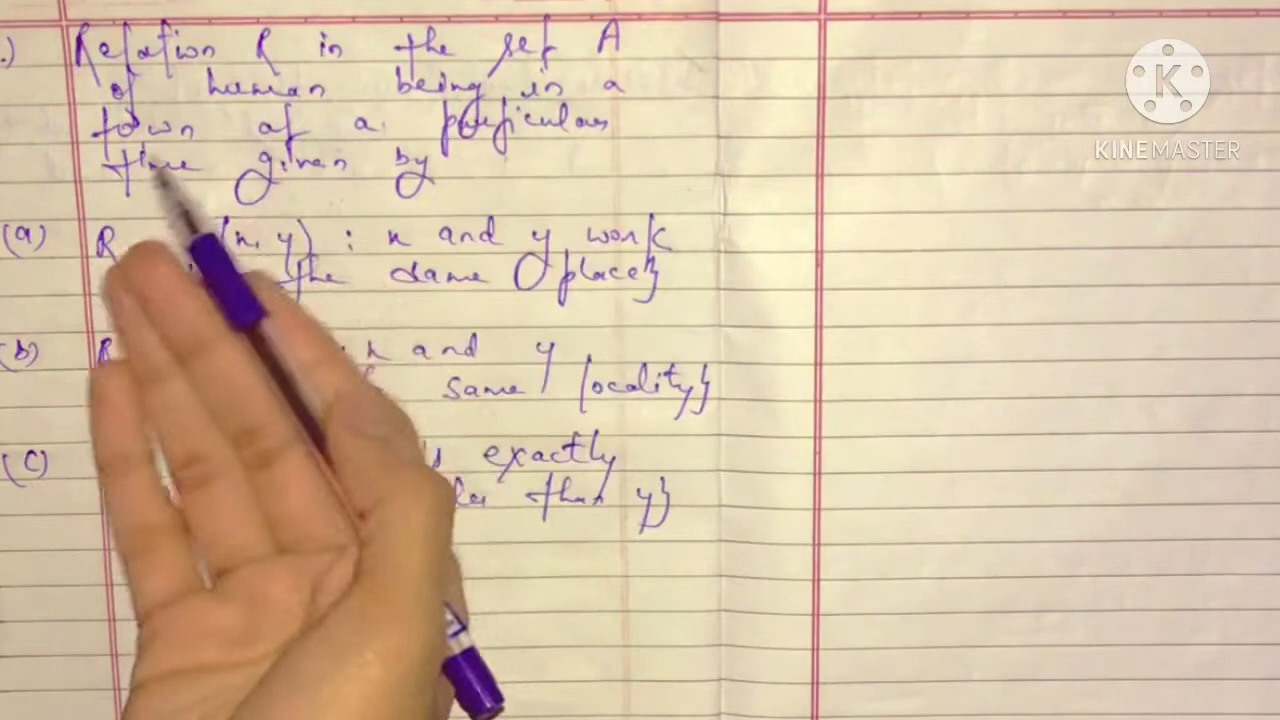 .) Relation R in the set A
of human being in a
town at a particular
time given by
(a) R (x, y) : x and y work
the same place}
(b) R x and y
same locality}
(c) exactly
than y}
KINEMASTER